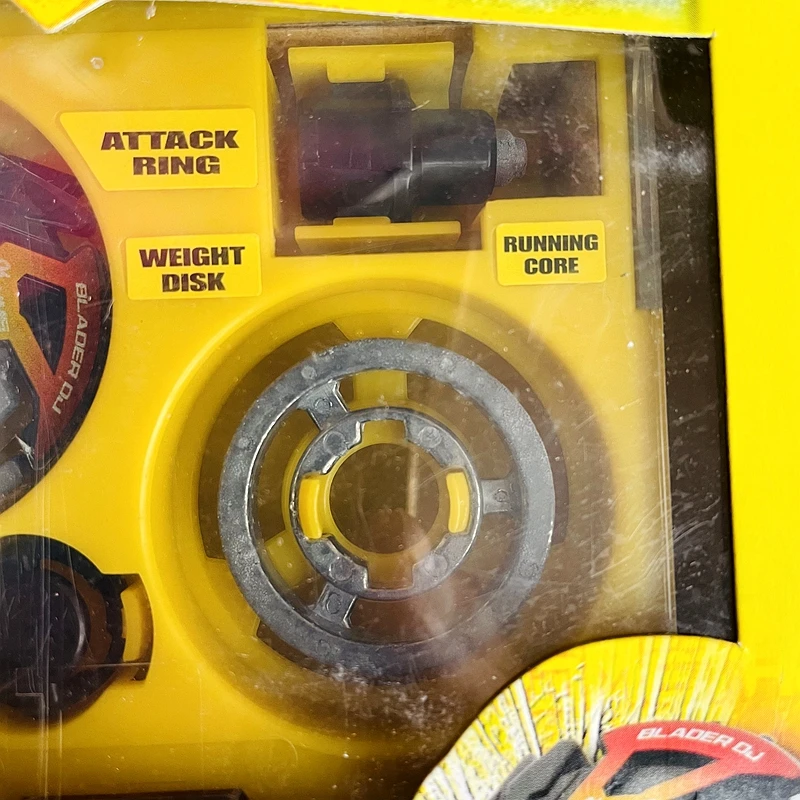 ATTACK
RING
WEIGHT
DISK
RUNNING
CORE
BLADER DJ
BLADER DJ